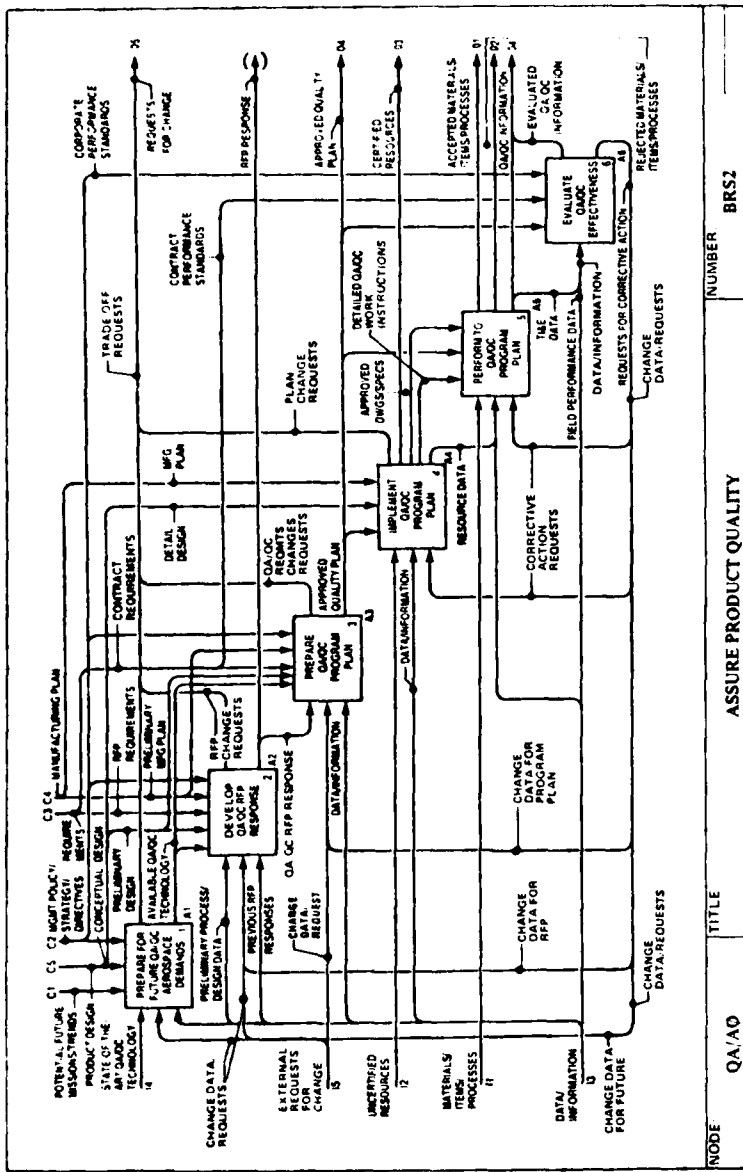 C1
C5
C2
C3
C4
POTENTIAL FUTURE
MISSIONS/TRENDS
PRODUCT DESIGN
STATE OF THE
ART QA/QC
TECHNOLOGY
I4
MGMT POLICY/
STRATEGY/
DIRECTIVES
REQUIRE
MENTS
CONCEPTUAL DESIGN
MANUFACTURING PLAN
RFP
REQUIREMENTS
PRELIMINARY
MFG PLAN
PRELIMINARY
DESIGN
AVAILABLE QA/QC
TECHNOLOGY
CONTRACT
REQUIREMENTS
DETAIL
DESIGN
MFG
PLAN
TRADE OFF
REQUESTS
CORPORATE
PERFORMANCE
STANDARDS
O5
REQUESTS
FOR CHANGE
( )
RFP RESPONSE
CONTRACT
PERFORMANCE
STANDARDS
O4
APPROVED QUALITY
PLAN
O3
CERTIFIED
RESOURCES
PREPARE FOR
FUTURE QA/QC
AEROSPACE
DEMANDS
1
A1
DEVELOP
QA/QC RFP
RESPONSE
2
A2
RFP
CHANGE
REQUESTS
QA/QC RFP RESPONSE
PREPARE
QA/QC
PROGRAM
PLAN
3
A3
QA/QC
REQMTS
CHANGES
REQUESTS
APPROVED
QUALITY PLAN
PLAN
CHANGE
REQUESTS
IMPLEMENT
QA/QC
PROGRAM
PLAN
4
A4
RESOURCE DATA
APPROVED
DWGS/SPECS
DETAILED QA/QC
WORK
INSTRUCTIONS
PERFORM TO
QA/QC
PROGRAM
PLAN
5
TIME
DATA
FIELD PERFORMANCE DATA
DATA/INFORMATION
EVALUATE
QA/QC
EFFECTIVENESS
6
A6
ACCEPTED MATERIALS/
ITEMS/PROCESSES
O1
O2
QA/QC INFORMATION
EVALUATED
QA/QC
INFORMATION
REJECTED MATERIALS/
ITEMS/PROCESSES
REQUESTS FOR CORRECTIVE ACTION
CHANGE
DATA-REQUESTS
CORRECTIVE
ACTION
REQUESTS
PRELIMINARY PROCESS/
DESIGN DATA
PREVIOUS RFP
RESPONSES
CHANGE
DATA/
REQUEST
DATA/INFORMATION
DATA/INFORMATION
CHANGE DATA
REQUESTS
EXTERNAL
REQUESTS
FOR
CHANGE
I5
UNCERTIFIED
RESOURCES
I2
MATERIALS/
ITEMS/
PROCESSES
I1
DATA/
INFORMATION
I3
CHANGE DATA
FOR FUTURE
CHANGE
DATA FOR
RFP
CHANGE
DATA FOR
PROGRAM
PLAN
CHANGE
DATA-REQUESTS
NODE
QA/A0
TITLE
ASSURE PRODUCT QUALITY
NUMBER
BRS2